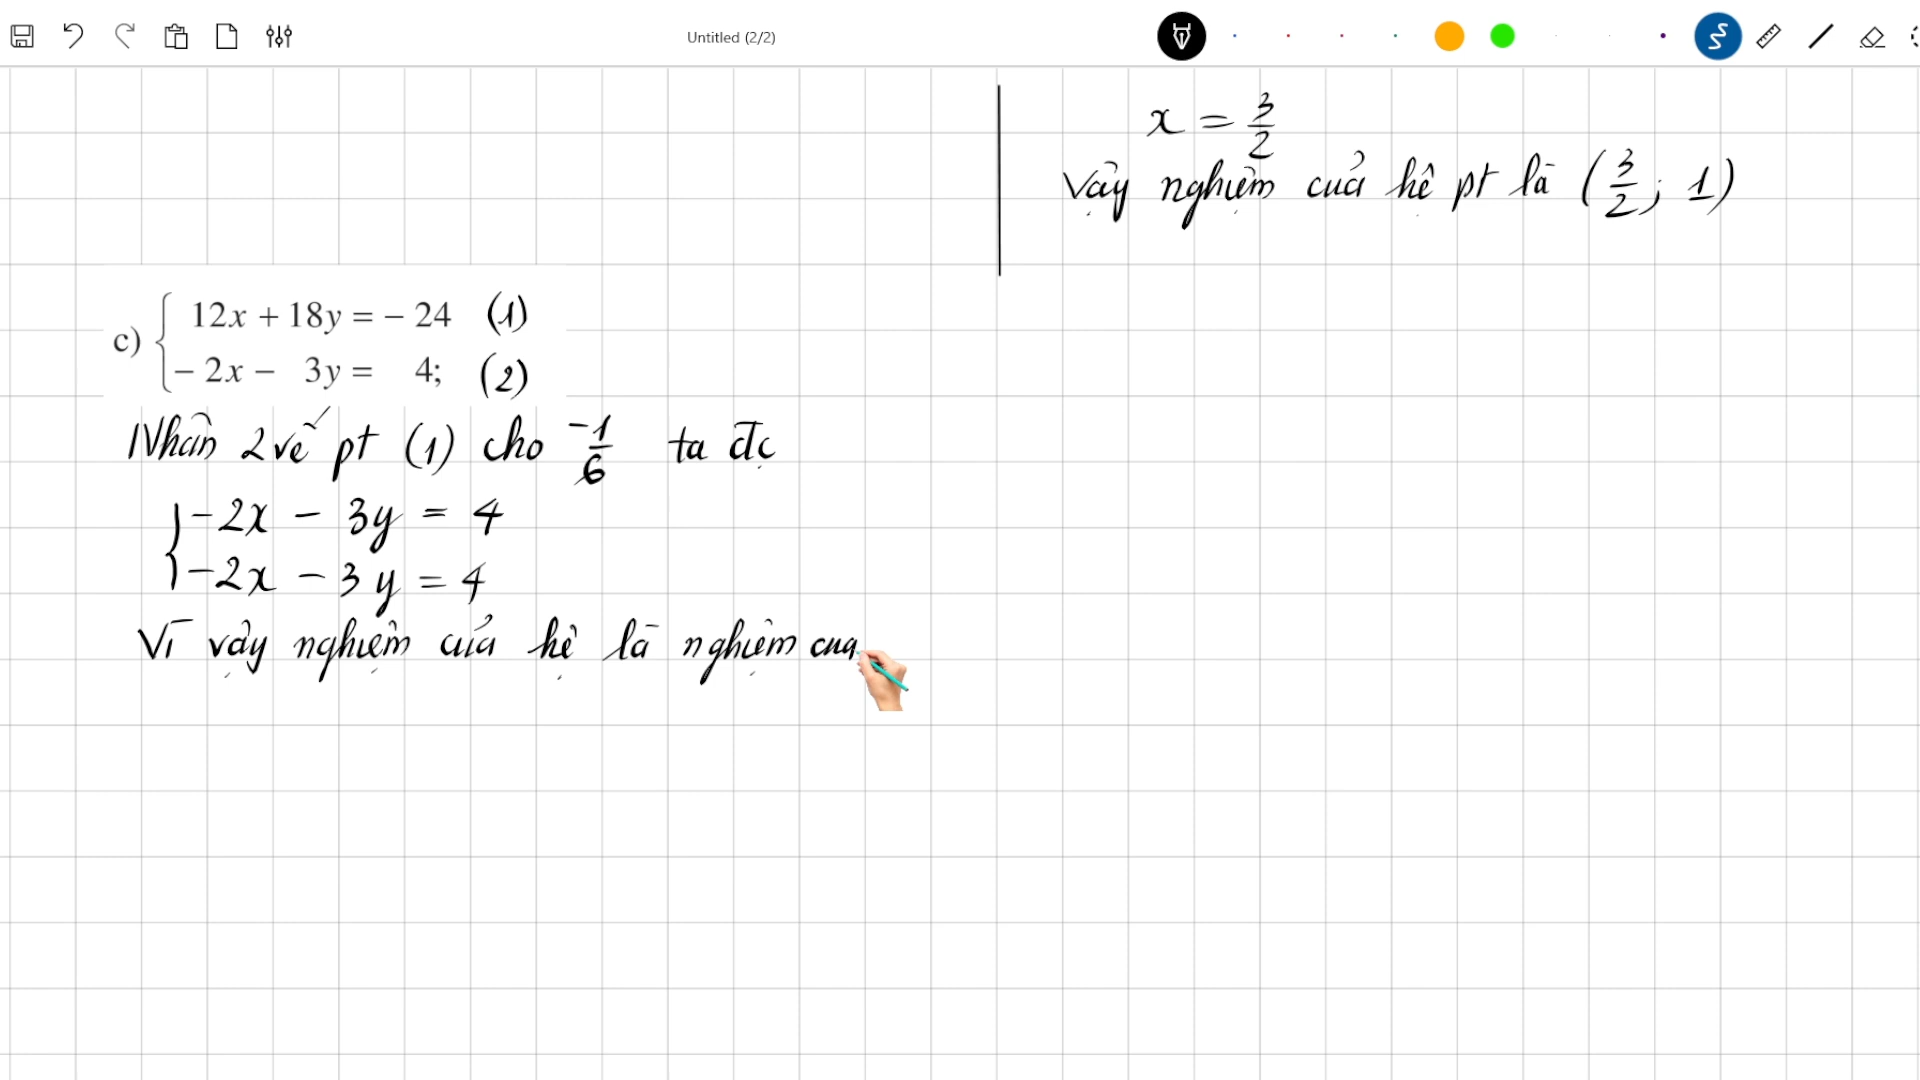 Untitled (2/2)
x = 3/2
Vậy nghiệm của hệ pt là (3/2; 1)
c) { 12x + 18y = − 24 (1)
− 2x − 3y = 4; (2)
Nhân 2 vế pt (1) cho -1/6 ta đc
{ -2x - 3y = 4
-2x - 3y = 4
Vì vậy nghiệm của hệ là nghiệm cua